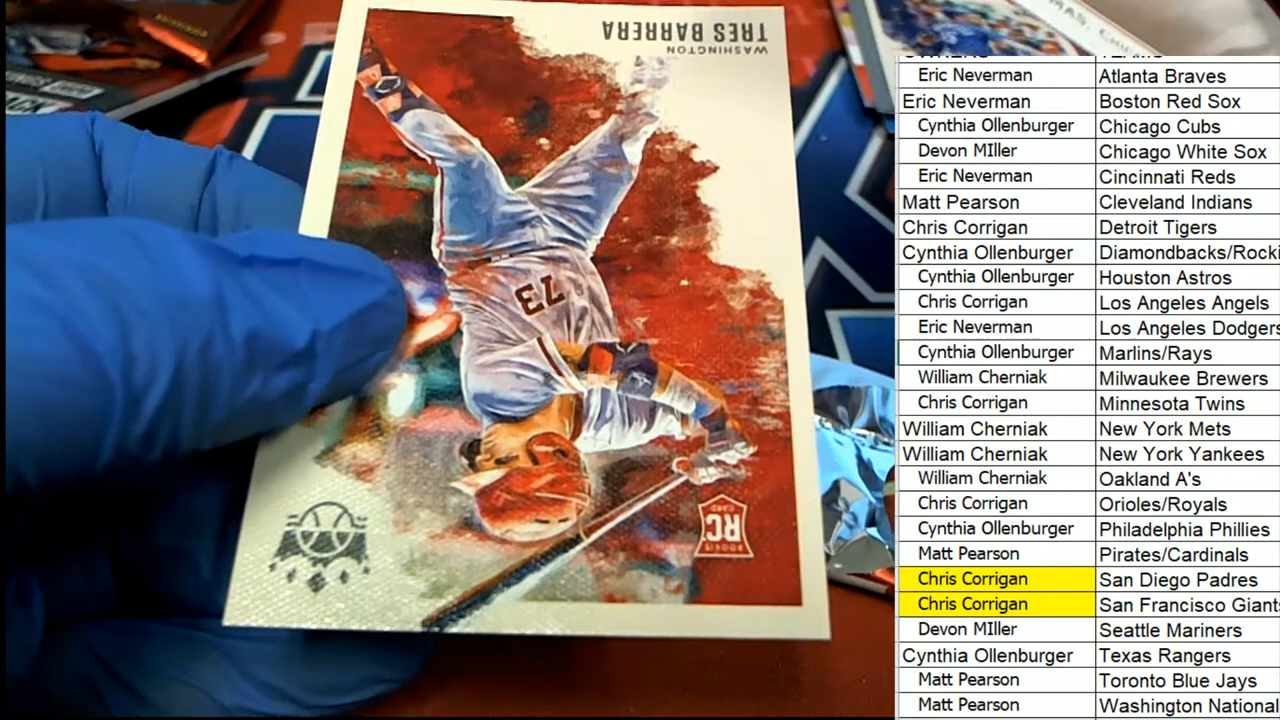 WASHINGTON
TRES BARRERA
73
RC
ROOKIE
CARD
MAS,
OWNERS TEAMS
Eric Neverman Atlanta Braves
Eric Neverman Boston Red Sox
Cynthia Ollenburger Chicago Cubs
Devon MIller Chicago White Sox
Eric Neverman Cincinnati Reds
Matt Pearson Cleveland Indians
Chris Corrigan Detroit Tigers
Cynthia Ollenburger Diamondbacks/Rocki
Cynthia Ollenburger Houston Astros
Chris Corrigan Los Angeles Angels
Eric Neverman Los Angeles Dodgers
Cynthia Ollenburger Marlins/Rays
William Cherniak Milwaukee Brewers
Chris Corrigan Minnesota Twins
William Cherniak New York Mets
William Cherniak New York Yankees
William Cherniak Oakland A's
Chris Corrigan Orioles/Royals
Cynthia Ollenburger Philadelphia Phillies
Matt Pearson Pirates/Cardinals
Chris Corrigan San Diego Padres
Chris Corrigan San Francisco Giants
Devon MIller Seattle Mariners
Cynthia Ollenburger Texas Rangers
Matt Pearson Toronto Blue Jays
Matt Pearson Washington National